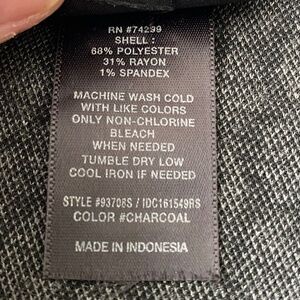 RN #74299
SHELL :
68% POLYESTER
31% RAYON
1% SPANDEX
MACHINE WASH COLD
WITH LIKE COLORS
ONLY NON-CHLORINE
BLEACH
WHEN NEEDED
TUMBLE DRY LOW
COOL IRON IF NEEDED
STYLE #93708S / IDC161549RS
COLOR #CHARCOAL
MADE IN INDONESIA